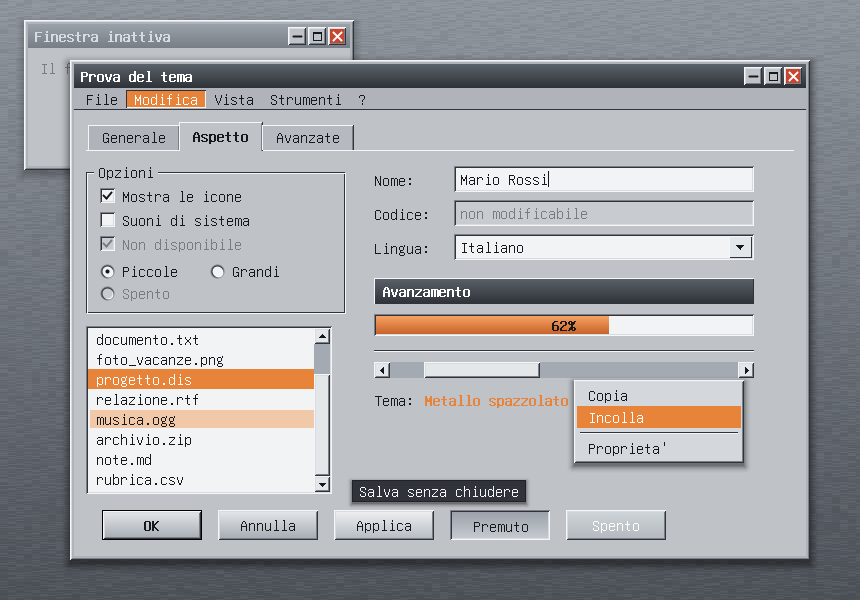 Finestra inattiva
Il
Prova del tema
File Modifica Vista Strumenti ?
Generale Aspetto Avanzate
Opzioni
Mostra le icone
Suoni di sistema
Non disponibile
Piccole Grandi
Spento
Nome: Mario Rossi
Codice: non modificabile
Lingua: Italiano
Avanzamento
62%
documento.txt
foto_vacanze.png
progetto.dis
relazione.rtf
musica.ogg
archivio.zip
note.md
rubrica.csv
Tema: Metallo spazzolato
Copia
Incolla
Proprieta'
Salva senza chiudere
OK Annulla Applica Premuto Spento